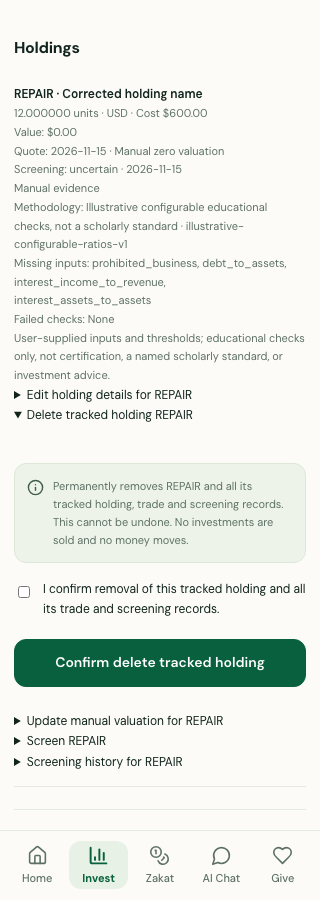 Holdings
REPAIR · Corrected holding name
12.000000 units · USD · Cost $600.00
Value: $0.00
Quote: 2026-11-15 · Manual zero valuation
Screening: uncertain · 2026-11-15
Manual evidence
Methodology: Illustrative configurable educational
checks, not a scholarly standard · illustrative-
configurable-ratios-v1
Missing inputs: prohibited_business, debt_to_assets,
interest_income_to_revenue,
interest_assets_to_assets
Failed checks: None
User-supplied inputs and thresholds; educational checks
only, not certification, a named scholarly standard, or
investment advice.
▶ Edit holding details for REPAIR
▼ Delete tracked holding REPAIR
Permanently removes REPAIR and all its
tracked holding, trade and screening records.
This cannot be undone. No investments are
sold and no money moves.
I confirm removal of this tracked holding and all
its trade and screening records.
Confirm delete tracked holding
▶ Update manual valuation for REPAIR
▶ Screen REPAIR
▶ Screening history for REPAIR
Home Invest Zakat AI Chat Give